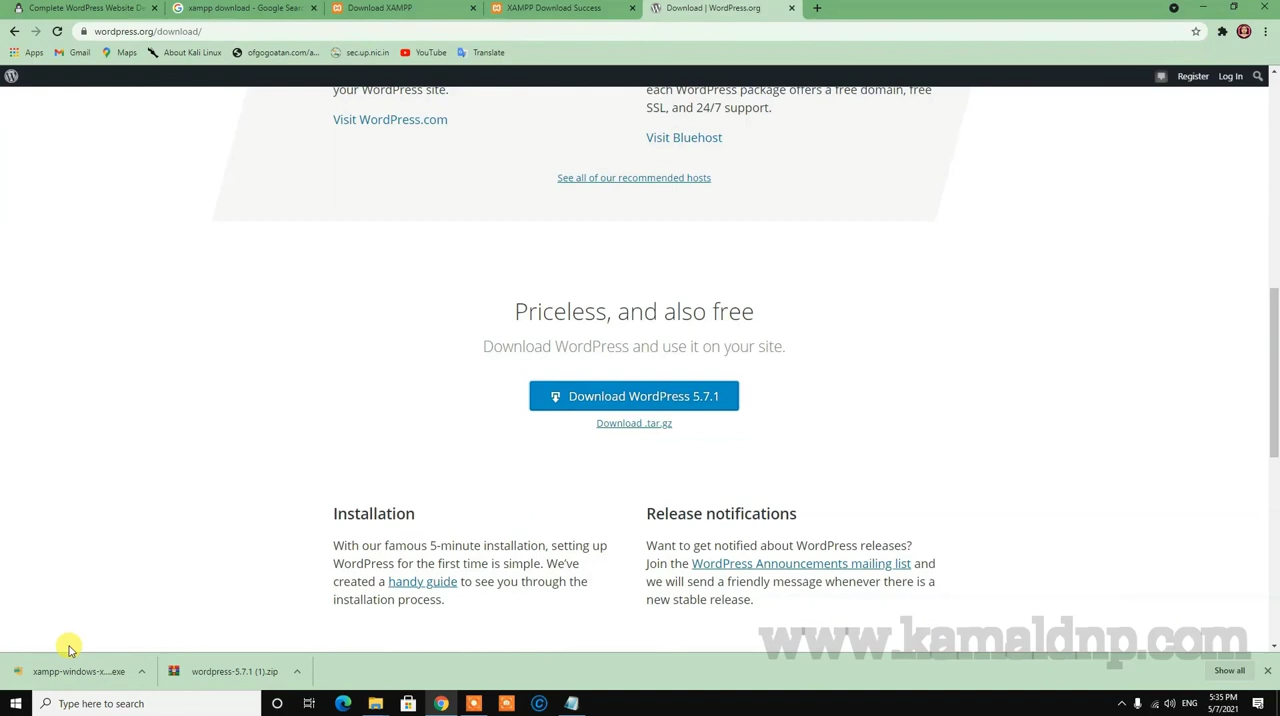 Complete WordPress Website De
xampp download - Google Sear
Download XAMPP
XAMPP Download Success
Download | WordPress.org
wordpress.org/download/
Apps
Gmail
Maps
About Kali Linux
ofgogoatan.com/a...
sec.up.nic.in
YouTube
Translate
Register
Log In
your WordPress site.
Visit WordPress.com
each WordPress package offers a free domain, free
SSL, and 24/7 support.
Visit Bluehost
See all of our recommended hosts
Priceless, and also free
Download WordPress and use it on your site.
Download WordPress 5.7.1
Download .tar.gz
Installation
With our famous 5-minute installation, setting up
WordPress for the first time is simple. We've
created a handy guide to see you through the
installation process.
Release notifications
Want to get notified about WordPress releases?
Join the WordPress Announcements mailing list and
we will send a friendly message whenever there is a
new stable release.
www.kamaldnp.com
xampp-windows-x....exe
wordpress-5.7.1 (1).zip
Show all
Type here to search
ENG
5:35 PM
5/7/2021